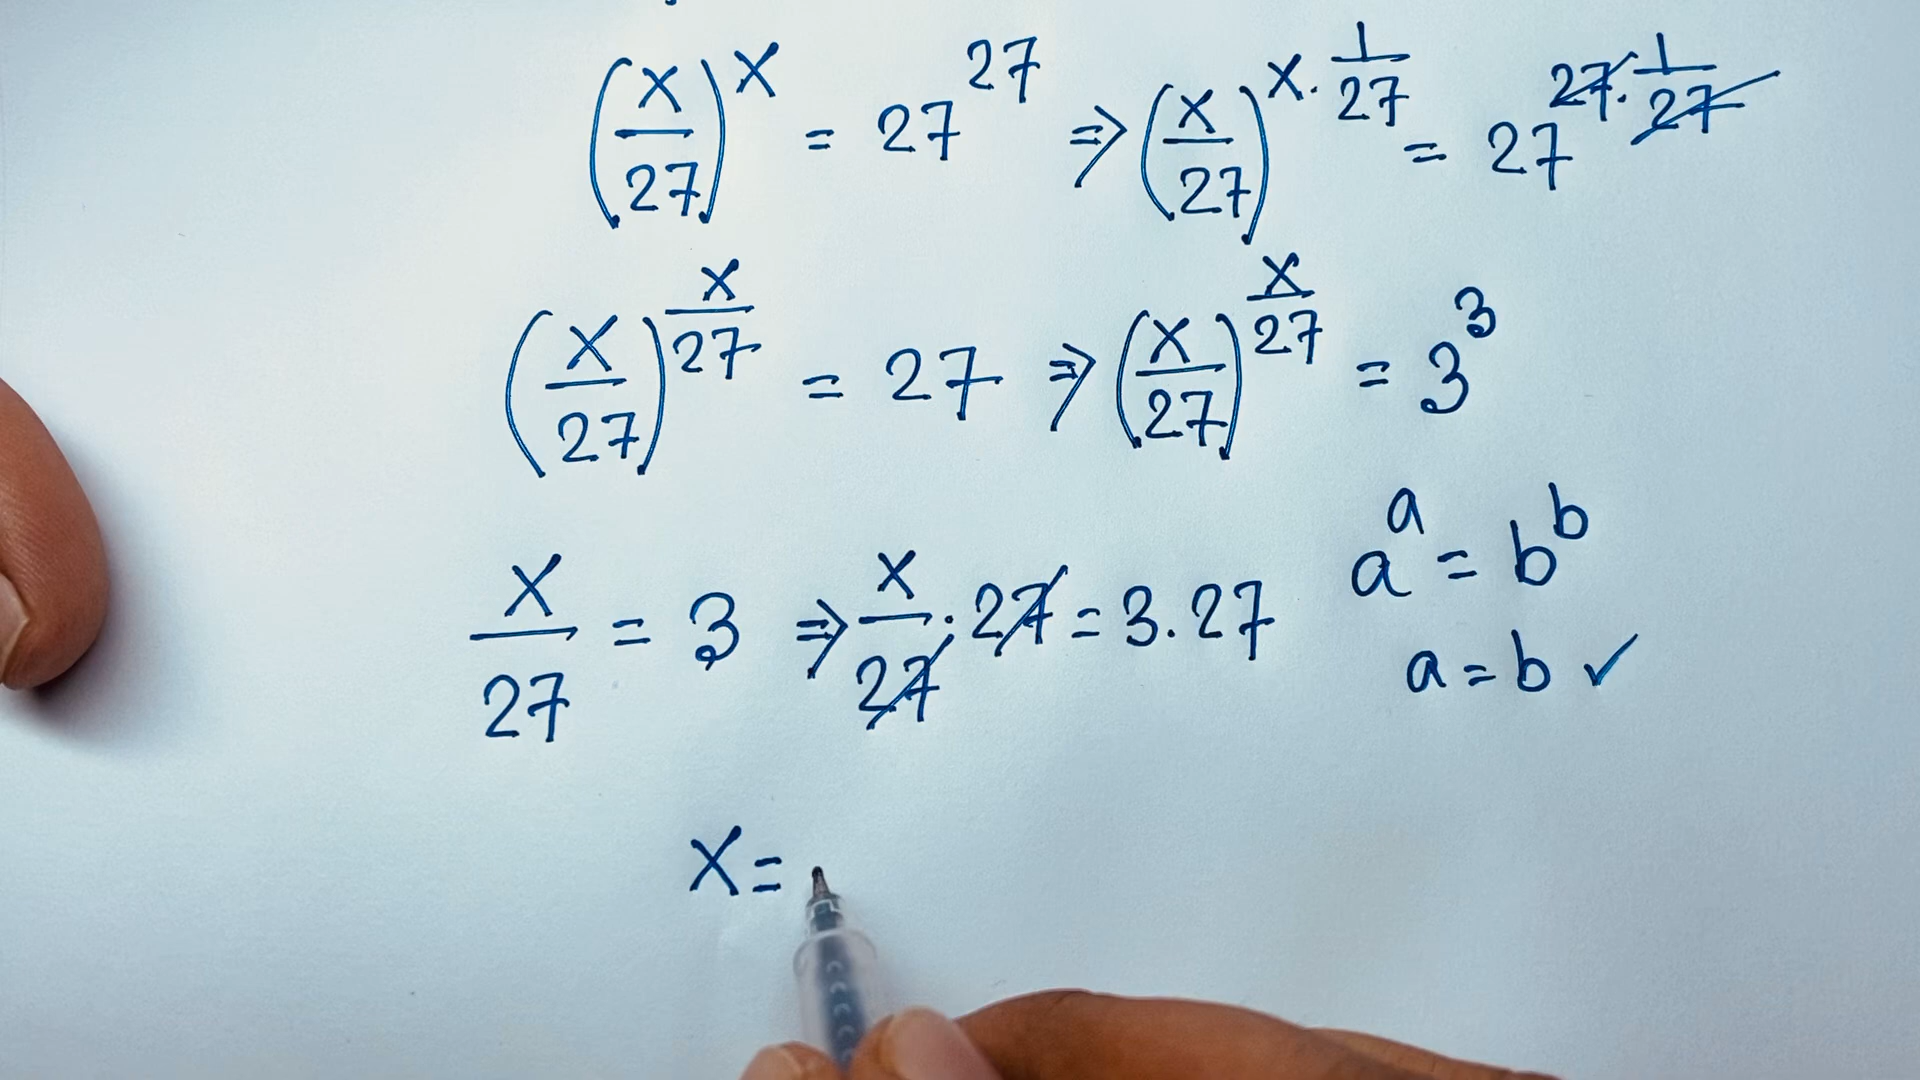 (x/27)^x = 27^27 ⇒ (x/27)^(x·1/27) = 27^(27·1/27)
(x/27)^(x/27) = 27 ⇒ (x/27)^(x/27) = 3^3
x/27 = 3 ⇒ x/27 · 27 = 3.27
a^a = b^b
a = b ✓
x =